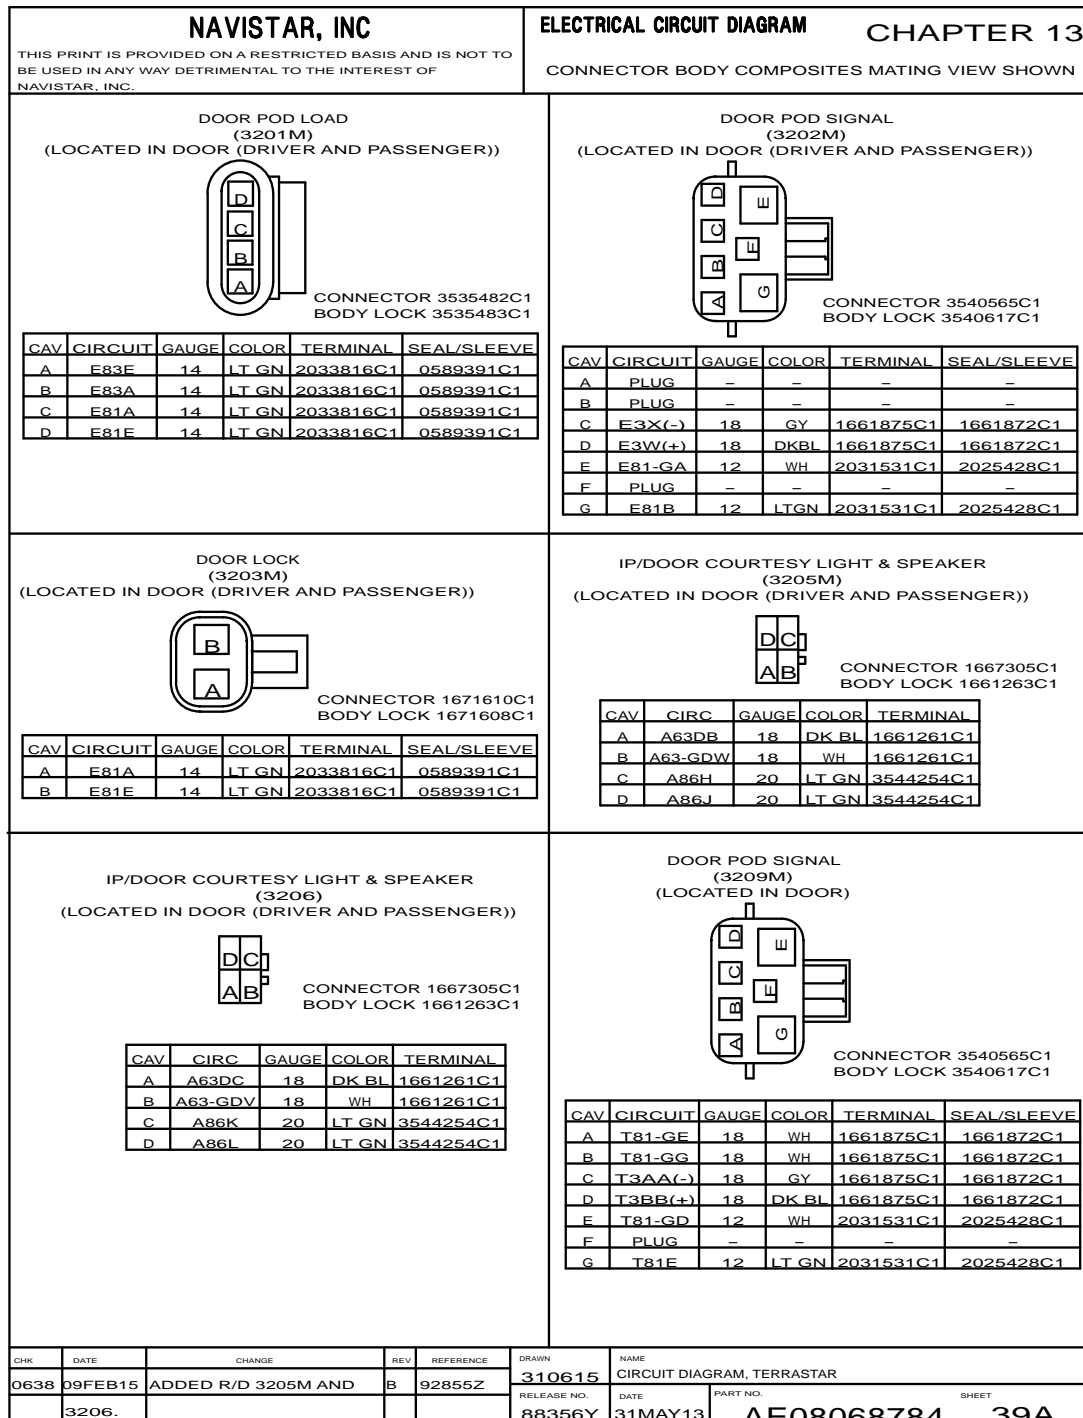 NAVISTAR, INC
THIS PRINT IS PROVIDED ON A RESTRICTED BASIS AND IS NOT TO
BE USED IN ANY WAY DETRIMENTAL TO THE INTEREST OF
NAVISTAR, INC.
ELECTRICAL CIRCUIT DIAGRAM CHAPTER 13
CONNECTOR BODY COMPOSITES MATING VIEW SHOWN
DOOR POD LOAD
(3201M)
(LOCATED IN DOOR (DRIVER AND PASSENGER))
D
C
B
A
CONNECTOR 3535482C1
BODY LOCK 3535483C1
CAV CIRCUIT GAUGE COLOR TERMINAL SEAL/SLEEVE
A E83E 14 LT GN 2033816C1 0589391C1
B E83A 14 LT GN 2033816C1 0589391C1
C E81A 14 LT GN 2033816C1 0589391C1
D E81E 14 LT GN 2033816C1 0589391C1
DOOR POD SIGNAL
(3202M)
(LOCATED IN DOOR (DRIVER AND PASSENGER))
D E
C F
B
A G
CONNECTOR 3540565C1
BODY LOCK 3540617C1
CAV CIRCUIT GAUGE COLOR TERMINAL SEAL/SLEEVE
A PLUG – – – –
B PLUG – – – –
C E3X(-) 18 GY 1661875C1 1661872C1
D E3W(+) 18 DKBL 1661875C1 1661872C1
E E81-GA 12 WH 2031531C1 2025428C1
F PLUG – – – –
G E81B 12 LTGN 2031531C1 2025428C1
DOOR LOCK
(3203M)
(LOCATED IN DOOR (DRIVER AND PASSENGER))
B
A
CONNECTOR 1671610C1
BODY LOCK 1671608C1
CAV CIRCUIT GAUGE COLOR TERMINAL SEAL/SLEEVE
A E81A 14 LT GN 2033816C1 0589391C1
B E81E 14 LT GN 2033816C1 0589391C1
IP/DOOR COURTESY LIGHT & SPEAKER
(3205M)
(LOCATED IN DOOR (DRIVER AND PASSENGER))
D C
A B
CONNECTOR 1667305C1
BODY LOCK 1661263C1
CAV CIRC GAUGE COLOR TERMINAL
A A63DB 18 DK BL 1661261C1
B A63-GDW 18 WH 1661261C1
C A86H 20 LT GN 3544254C1
D A86J 20 LT GN 3544254C1
IP/DOOR COURTESY LIGHT & SPEAKER
(3206)
(LOCATED IN DOOR (DRIVER AND PASSENGER))
D C
A B
CONNECTOR 1667305C1
BODY LOCK 1661263C1
CAV CIRC GAUGE COLOR TERMINAL
A A63DC 18 DK BL 1661261C1
B A63-GDV 18 WH 1661261C1
C A86K 20 LT GN 3544254C1
D A86L 20 LT GN 3544254C1
DOOR POD SIGNAL
(3209M)
(LOCATED IN DOOR)
D E
C F
B
A G
CONNECTOR 3540565C1
BODY LOCK 3540617C1
CAV CIRCUIT GAUGE COLOR TERMINAL SEAL/SLEEVE
A T81-GE 18 WH 1661875C1 1661872C1
B T81-GG 18 WH 1661875C1 1661872C1
C T3AA(-) 18 GY 1661875C1 1661872C1
D T3BB(+) 18 DK BL 1661875C1 1661872C1
E T81-GD 12 WH 2031531C1 2025428C1
F PLUG – – – –
G T81E 12 LT GN 2031531C1 2025428C1
CHK DATE CHANGE REV REFERENCE
0638 09FEB15 ADDED R/D 3205M AND B 92855Z
3206.
DRAWN
310615
NAME
CIRCUIT DIAGRAM, TERRASTAR
RELEASE NO.
88356Y
DATE
31MAY13
PART NO.
AE08068784
SHEET
39A